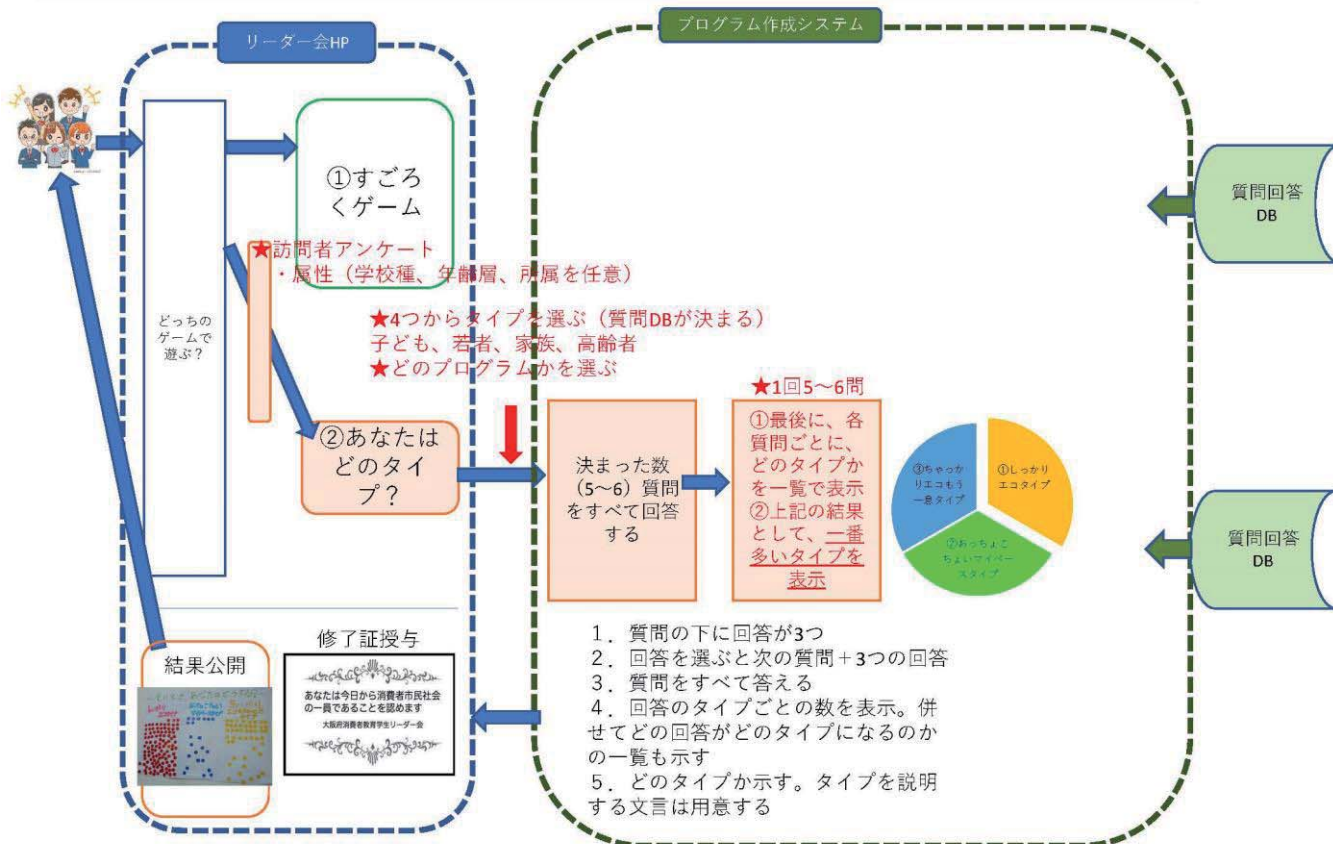 リーダー会HP
プログラム作成システム
どっちの
ゲームで
遊ぶ？
①すごろ
くゲーム
★訪問者アンケート
・属性（学校種、年齢層、所属を任意）
★4つからタイプを選ぶ（質問DBが決まる）
子ども、若者、家族、高齢者
★どのプログラムかを選ぶ
②あなたは
どのタイ
プ？
決まった数
（5～6）質問
をすべて回答
する
★1回5～6問
①最後に、各
質問ごとに、
どのタイプか
を一覧で表示
②上記の結果
として、一番
多いタイプを
表示
③ちゃっか
りエコもう
一息タイプ
①しっかり
エコタイプ
②おっちょこ
ちょいマイペー
スタイプ
質問回答
DB
質問回答
DB
1．質問の下に回答が3つ
2．回答を選ぶと次の質問＋3つの回答
3．質問をすべて答える
4．回答のタイプごとの数を表示。併
せてどの回答がどのタイプになるのか
の一覧も示す
5．どのタイプか示す。タイプを説明
する文言は用意する
結果公開
修了証授与
あなたは今日から消費者市民社会
の一員であることを認めます
大阪府消費者教育学生リーダー会